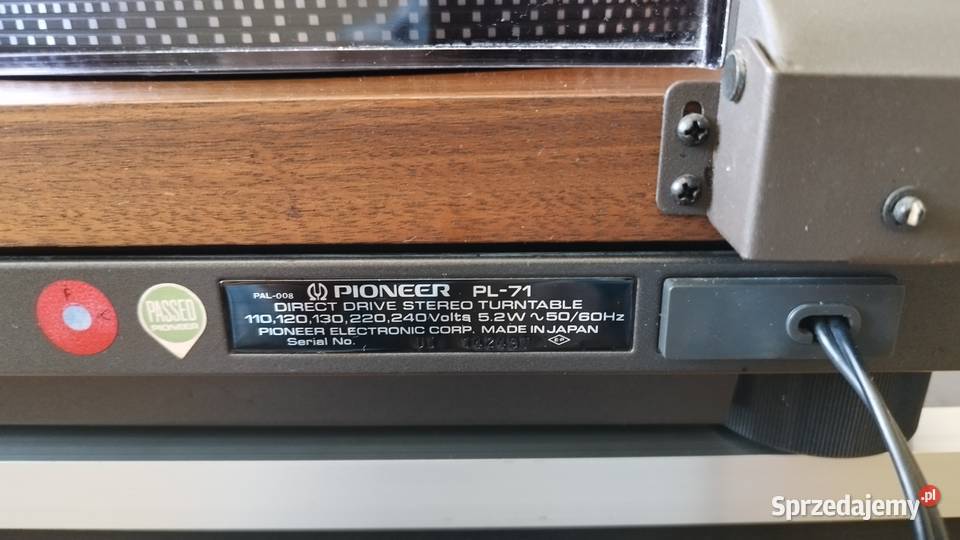 PASSED
PIONEER
PAL-008 PIONEER PL-71
DIRECT DRIVE STEREO TURNTABLE
110,120,130,220,240Volts 5.2W ~ 50/60Hz
PIONEER ELECTRONIC CORP. MADE IN JAPAN
Serial No.
Sprzedajemy.pl